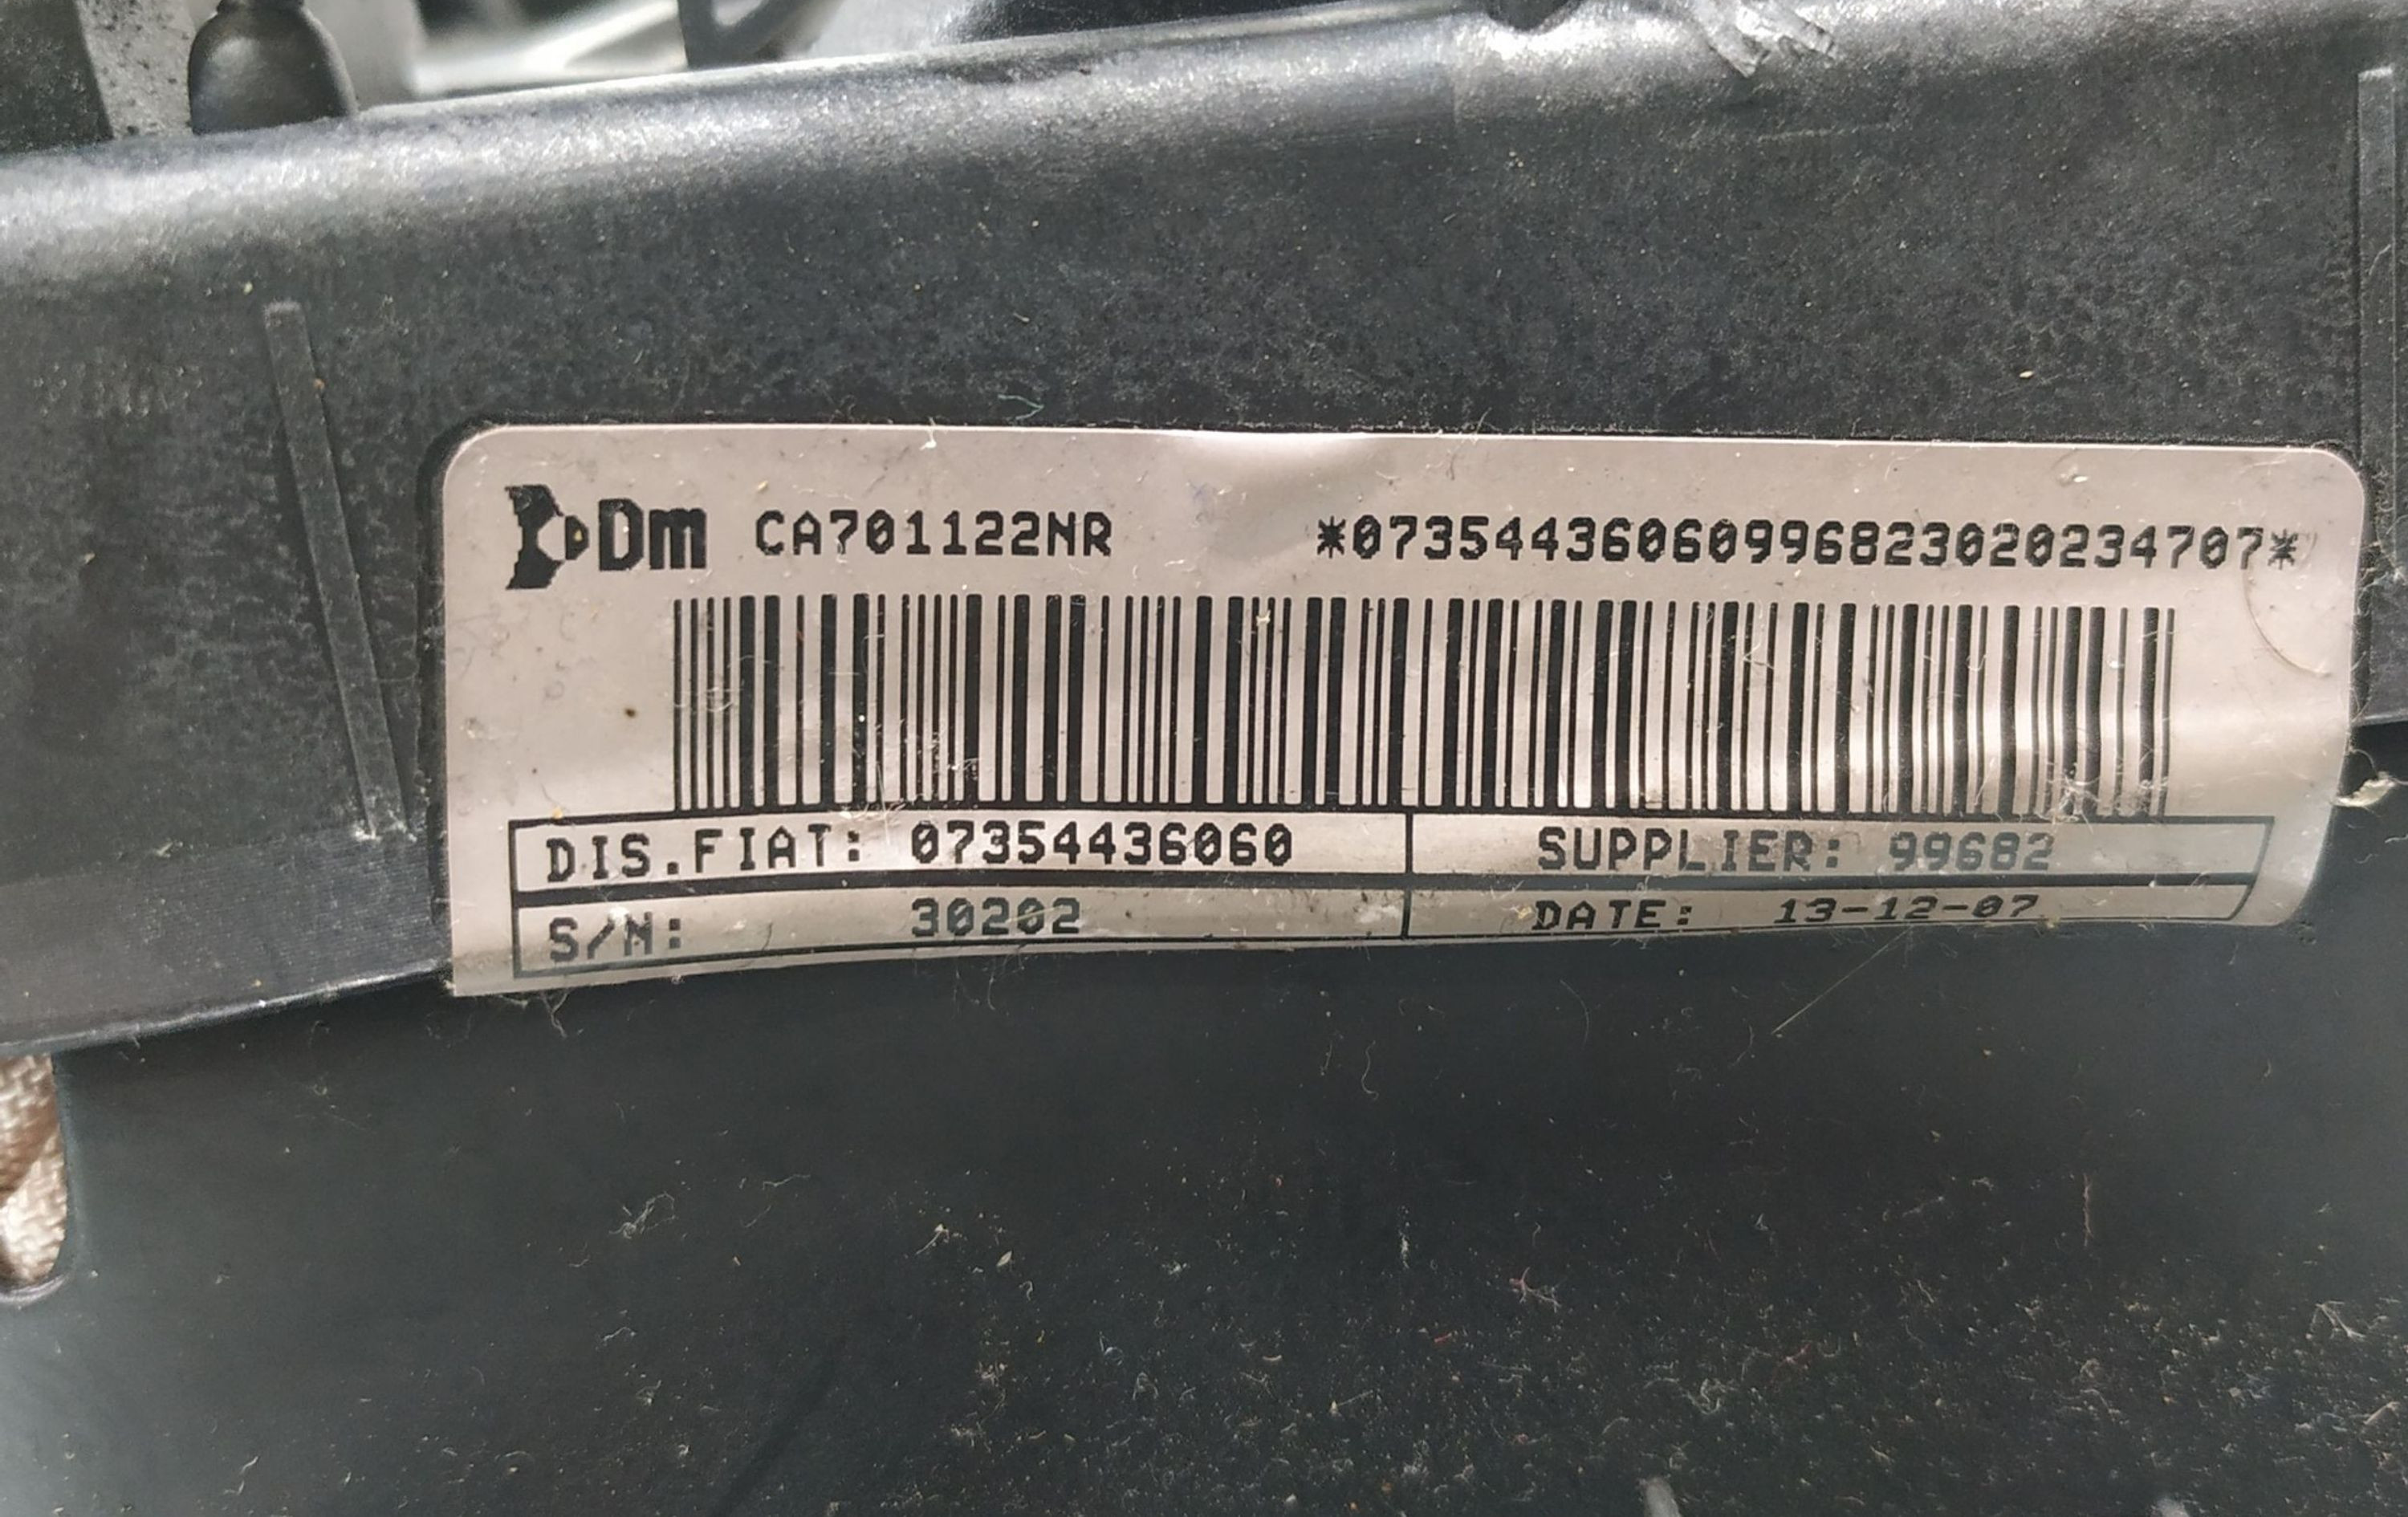 Dm CA701122NR *07354436060996823020234707*
DIS.FIAT: 07354436060 SUPPLIER: 99682
S/N: 30202 DATE: 13-12-07